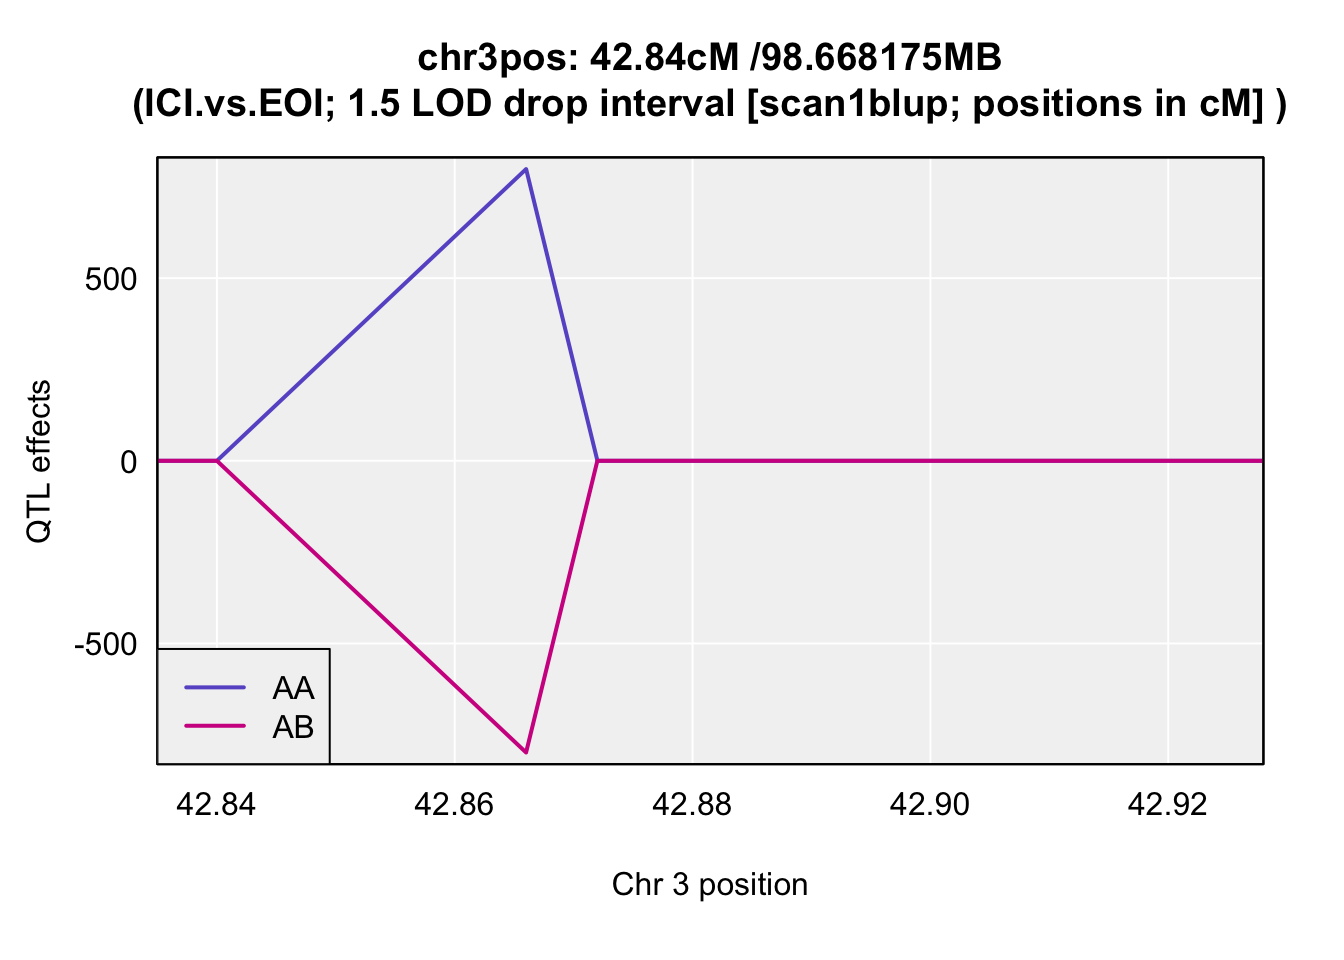 chr3pos: 42.84cM /98.668175MB
(ICI.vs.EOI; 1.5 LOD drop interval [scan1blup; positions in cM] )
QTL effects
500
0
-500
AA
AB
42.84 42.86 42.88 42.90 42.92
Chr 3 position